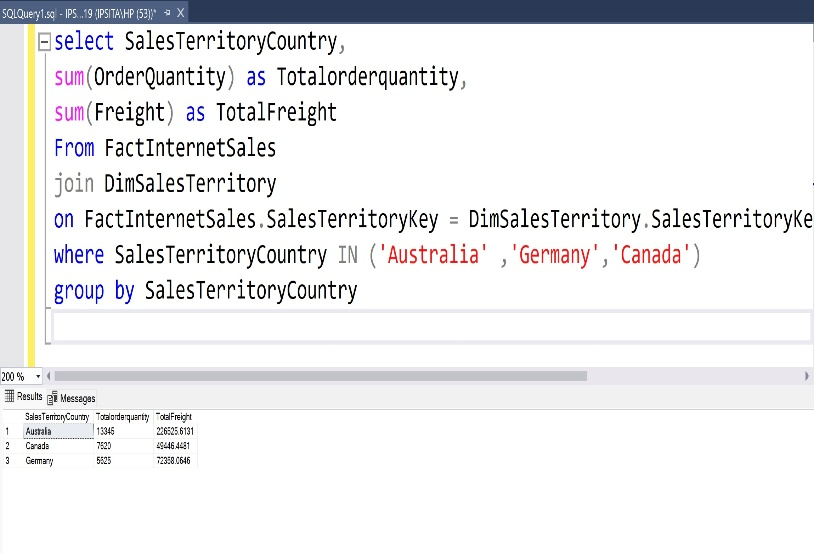 SQLQuery1.sql - IPS...19 (IPSITA\HP (53))* X
select SalesTerritoryCountry,
sum(OrderQuantity) as Totalorderquantity,
sum(Freight) as TotalFreight
From FactInternetSales
join DimSalesTerritory
on FactInternetSales.SalesTerritoryKey = DimSalesTerritory.SalesTerritoryKe
where SalesTerritoryCountry IN ('Australia' ,'Germany','Canada')
group by SalesTerritoryCountry
200 %
Results Messages
SalesTerritoryCountry Totalorderquantity TotalFreight
1 Australia 13345 226525.6131
2 Canada 7620 49446.4481
3 Germany 5625 72358.0646